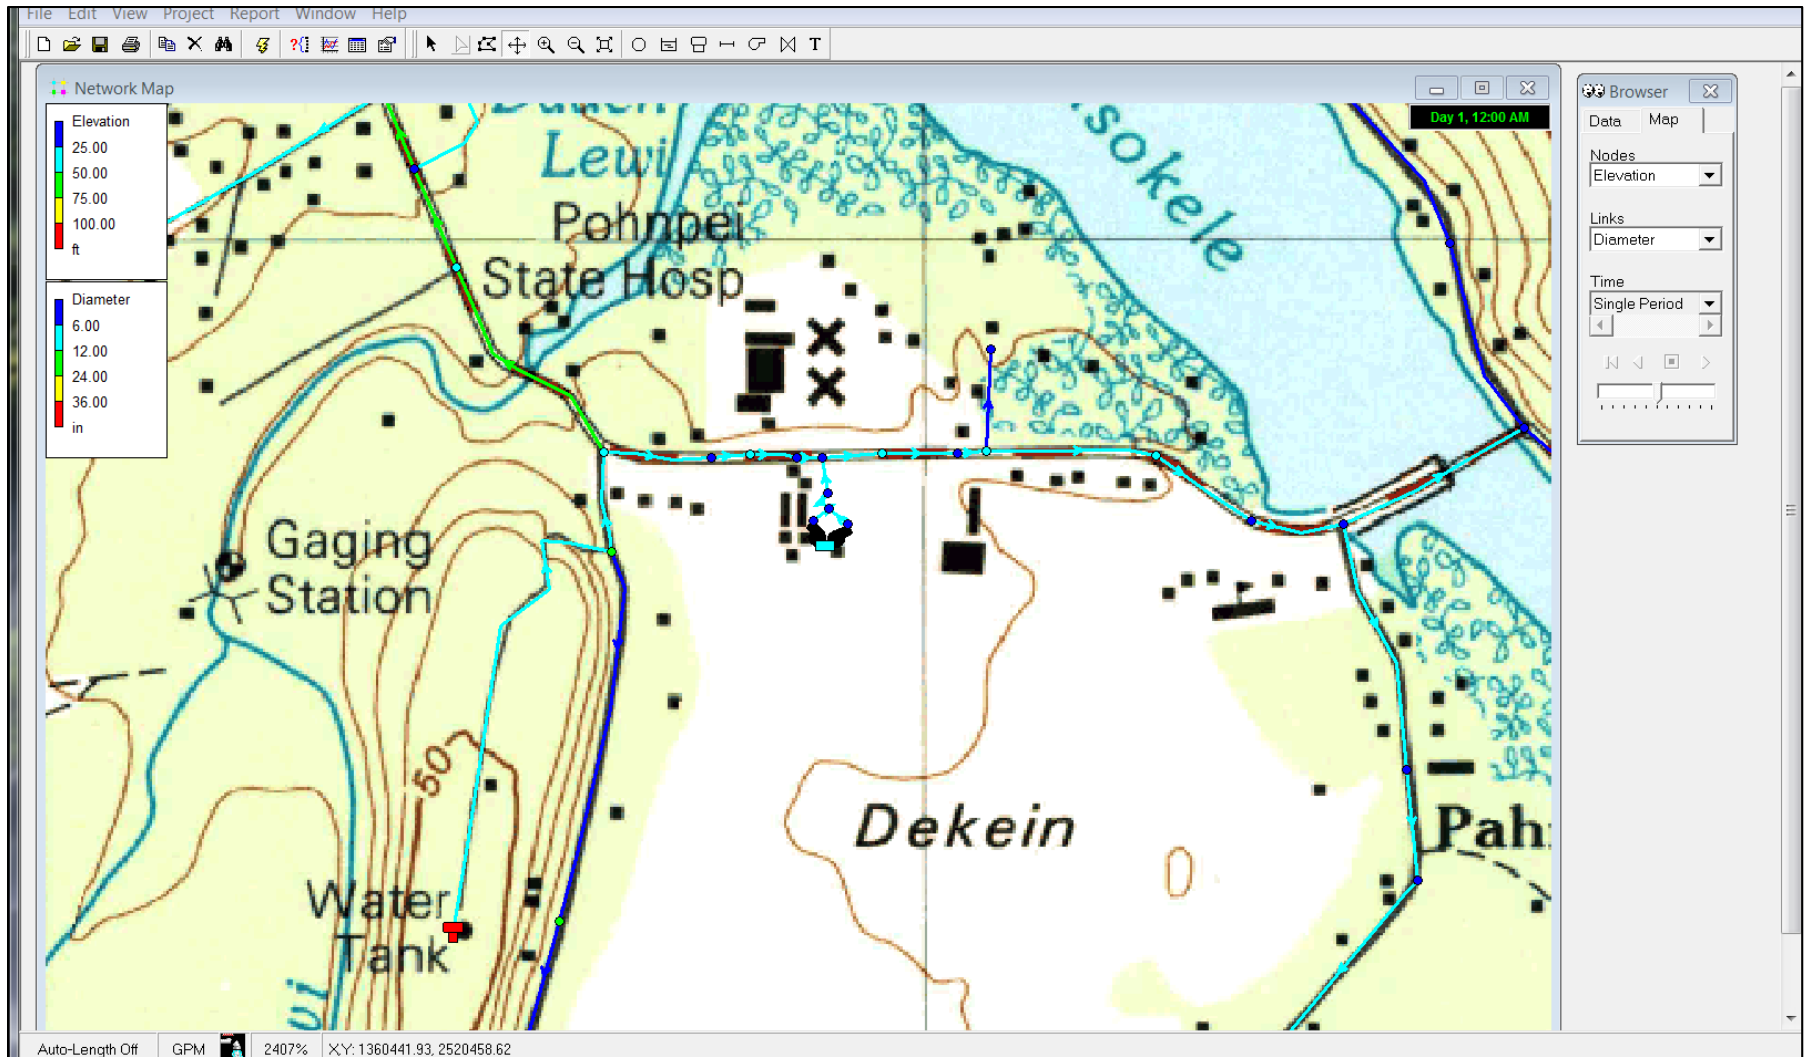 File Edit View Project Report Window Help
T
Network Map
Day 1, 12:00 AM
Elevation
25.00
50.00
75.00
100.00
ft
Diameter
6.00
12.00
24.00
36.00
in
Lewi
Pohnpei
State Hosp
sokele
Gaging
Station
50
Water
Tank
Dekein
Pah
Browser
Data Map
Nodes
Elevation
Links
Diameter
Time
Single Period
Auto-Length Off GPM 2407% X,Y: 1360441.93, 2520458.62